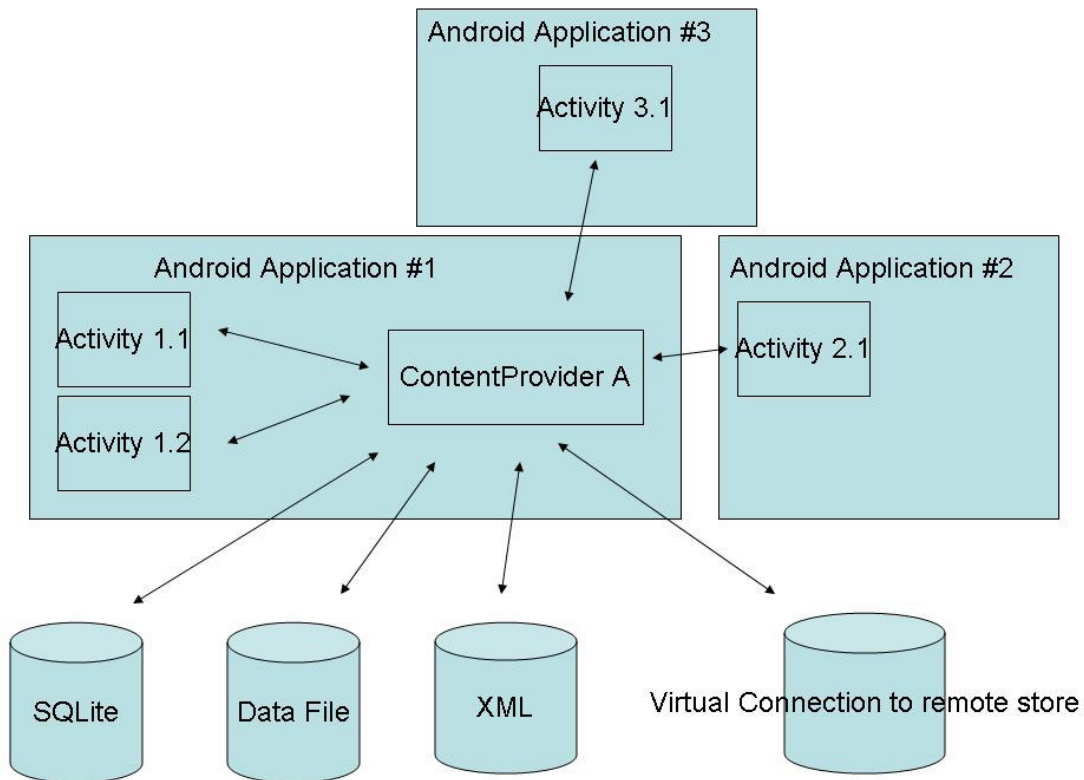 Android Application #3
Activity 3.1
Android Application #1
Activity 1.1
Activity 1.2
ContentProvider A
Android Application #2
Activity 2.1
SQLite
Data File
XML
Virtual Connection to remote store